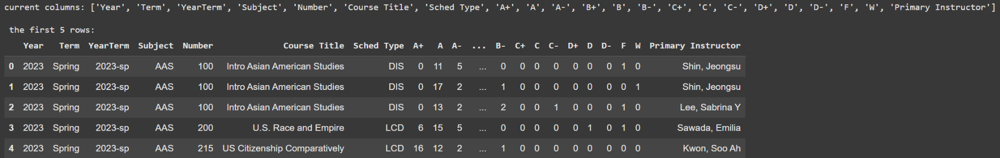 current columns: ['Year', 'Term', 'YearTerm', 'Subject', 'Number', 'Course Title', 'Sched Type', 'A+', 'A', 'A-', 'B+', 'B', 'B-', 'C+', 'C', 'C-', 'D+', 'D', 'D-', 'F', 'W', 'Primary Instructor']
the first 5 rows:
Year Term YearTerm Subject Number Course Title Sched Type A+ A A- ... B- C+ C C- D+ D D- F W Primary Instructor
0 2023 Spring 2023-sp AAS 100 Intro Asian American Studies DIS 0 11 5 ... 0 0 0 0 0 0 0 1 0 Shin, Jeongsu
1 2023 Spring 2023-sp AAS 100 Intro Asian American Studies DIS 0 17 2 ... 1 0 0 0 0 0 0 0 1 Shin, Jeongsu
2 2023 Spring 2023-sp AAS 100 Intro Asian American Studies DIS 0 13 2 ... 2 0 0 1 0 0 0 1 0 Lee, Sabrina Y
3 2023 Spring 2023-sp AAS 200 U.S. Race and Empire LCD 6 15 5 ... 0 0 0 0 0 1 0 1 0 Sawada, Emilia
4 2023 Spring 2023-sp AAS 215 US Citizenship Comparatively LCD 16 12 2 ... 1 0 0 0 0 0 0 0 0 Kwon, Soo Ah